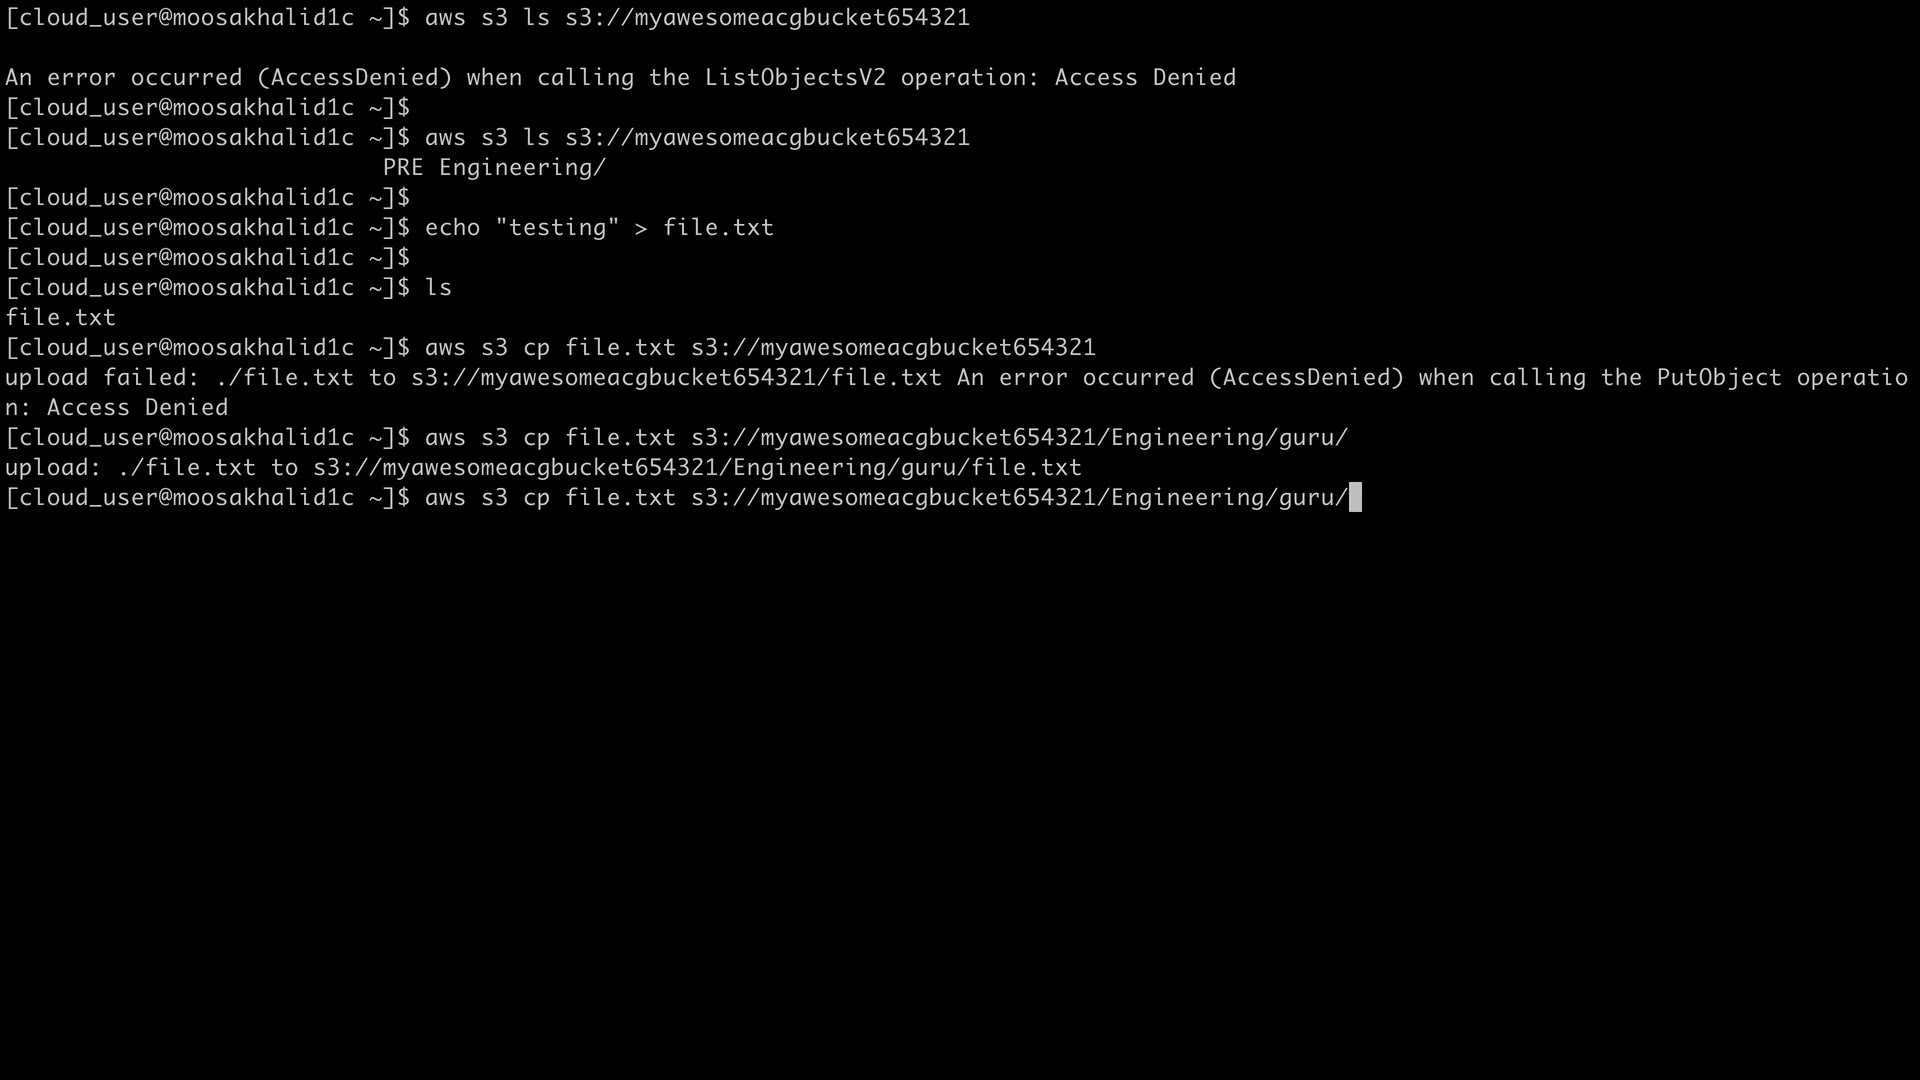 [cloud_user@moosakhalid1c ~]$ aws s3 ls s3://myawesomeacgbucket654321
An error occurred (AccessDenied) when calling the ListObjectsV2 operation: Access Denied
[cloud_user@moosakhalid1c ~]$
[cloud_user@moosakhalid1c ~]$ aws s3 ls s3://myawesomeacgbucket654321
PRE Engineering/
[cloud_user@moosakhalid1c ~]$
[cloud_user@moosakhalid1c ~]$ echo "testing" > file.txt
[cloud_user@moosakhalid1c ~]$
[cloud_user@moosakhalid1c ~]$ ls
file.txt
[cloud_user@moosakhalid1c ~]$ aws s3 cp file.txt s3://myawesomeacgbucket654321
upload failed: ./file.txt to s3://myawesomeacgbucket654321/file.txt An error occurred (AccessDenied) when calling the PutObject operatio
n: Access Denied
[cloud_user@moosakhalid1c ~]$ aws s3 cp file.txt s3://myawesomeacgbucket654321/Engineering/guru/
upload: ./file.txt to s3://myawesomeacgbucket654321/Engineering/guru/file.txt
[cloud_user@moosakhalid1c ~]$ aws s3 cp file.txt s3://myawesomeacgbucket654321/Engineering/guru/